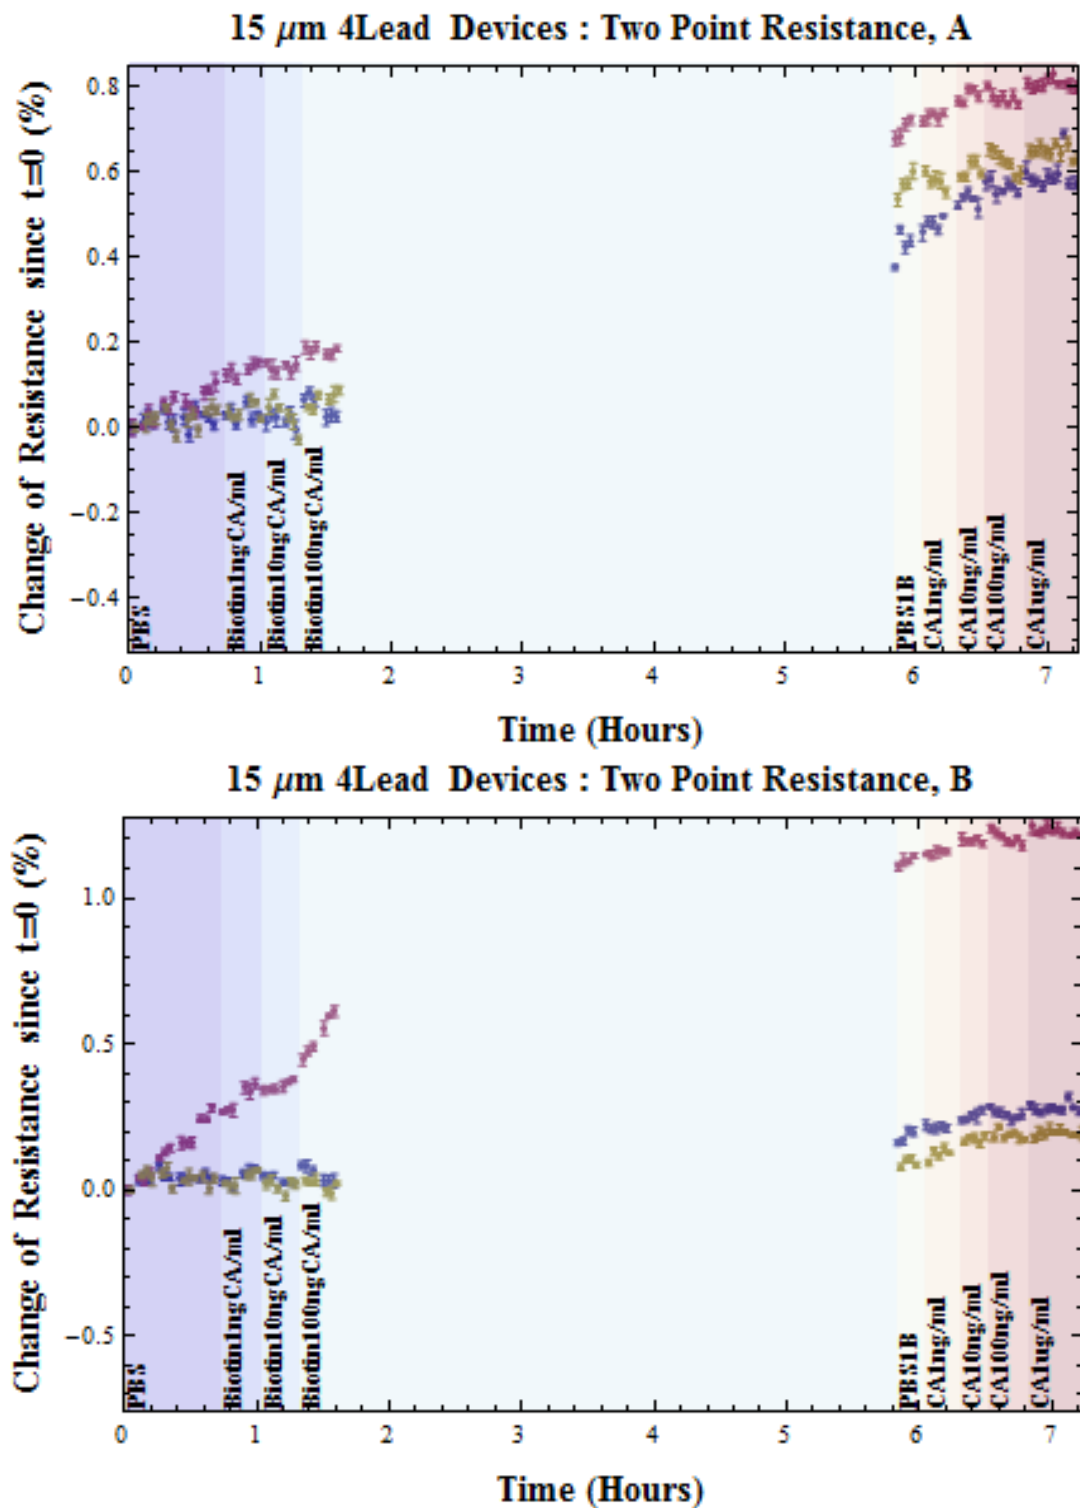 15 μm 4Lead Devices : Two Point Resistance, A
Change of Resistance since t=0 (%)
0.8
0.6
0.4
0.2
0.0
−0.2
−0.4
PBS
Biotin1ngCA/ml
Biotin10ngCA/ml
Biotin100ngCA/ml
PBS1B
CA1ng/ml
CA10ng/ml
CA100ng/ml
CA1ug/ml
0 1 2 3 4 5 6 7
Time (Hours)
15 μm 4Lead Devices : Two Point Resistance, B
Change of Resistance since t=0 (%)
1.0
0.5
0.0
−0.5
PBS
Biotin1ngCA/ml
Biotin10ngCA/ml
Biotin100ngCA/ml
PBS1B
CA1ng/ml
CA10ng/ml
CA100ng/ml
CA1ug/ml
0 1 2 3 4 5 6 7
Time (Hours)